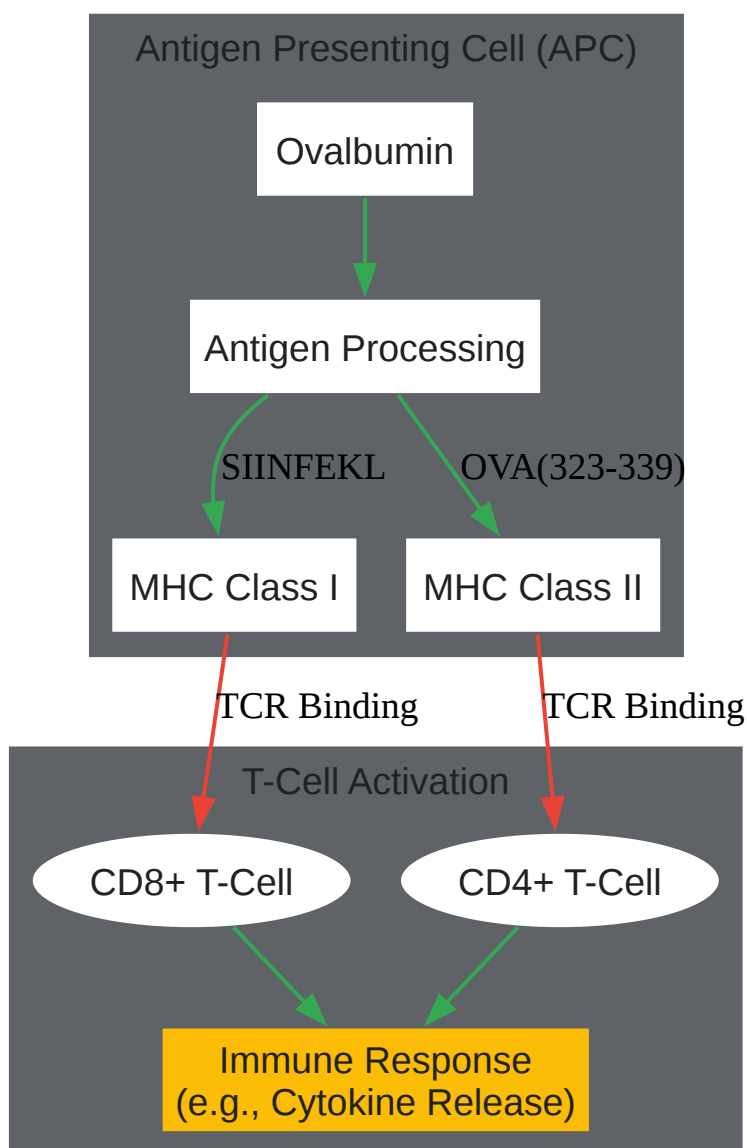 Antigen Presenting Cell (APC)
Ovalbumin
Antigen Processing
SIINFEKL
OVA(323-339)
MHC Class I
MHC Class II
TCR Binding
TCR Binding
T-Cell Activation
CD8+ T-Cell
CD4+ T-Cell
Immune Response
(e.g., Cytokine Release)